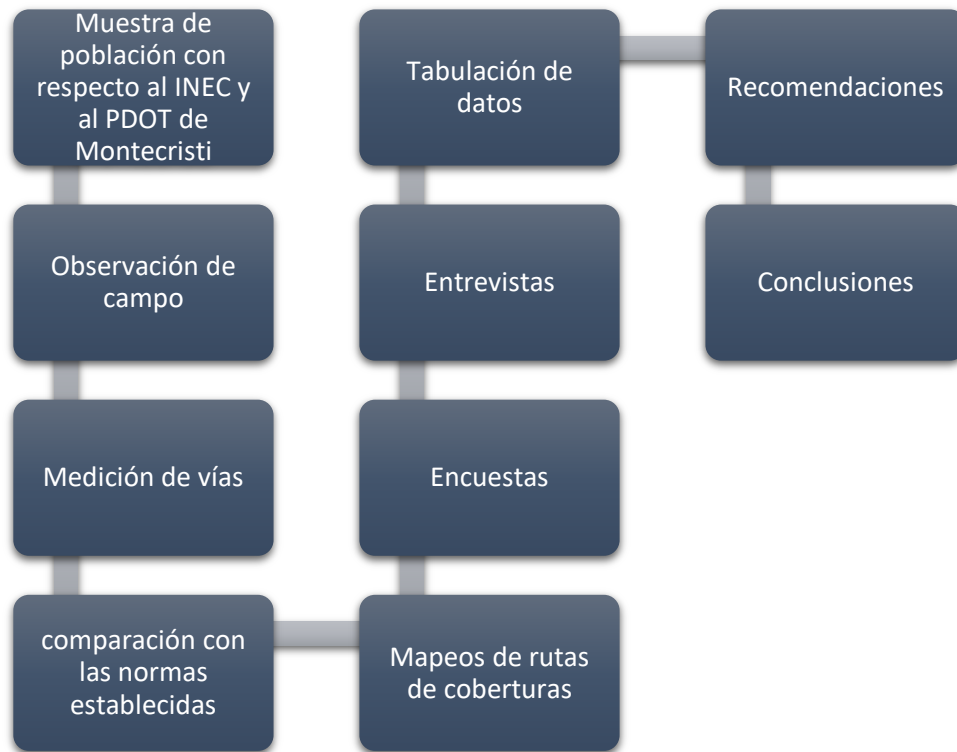 Muestra de
población con
respecto al INEC y
al PDOT de
Montecristi
Observación de
campo
Medición de vías
comparación con
las normas
establecidas
Mapeos de rutas
de coberturas
Encuestas
Entrevistas
Tabulación de
datos
Recomendaciones
Conclusiones